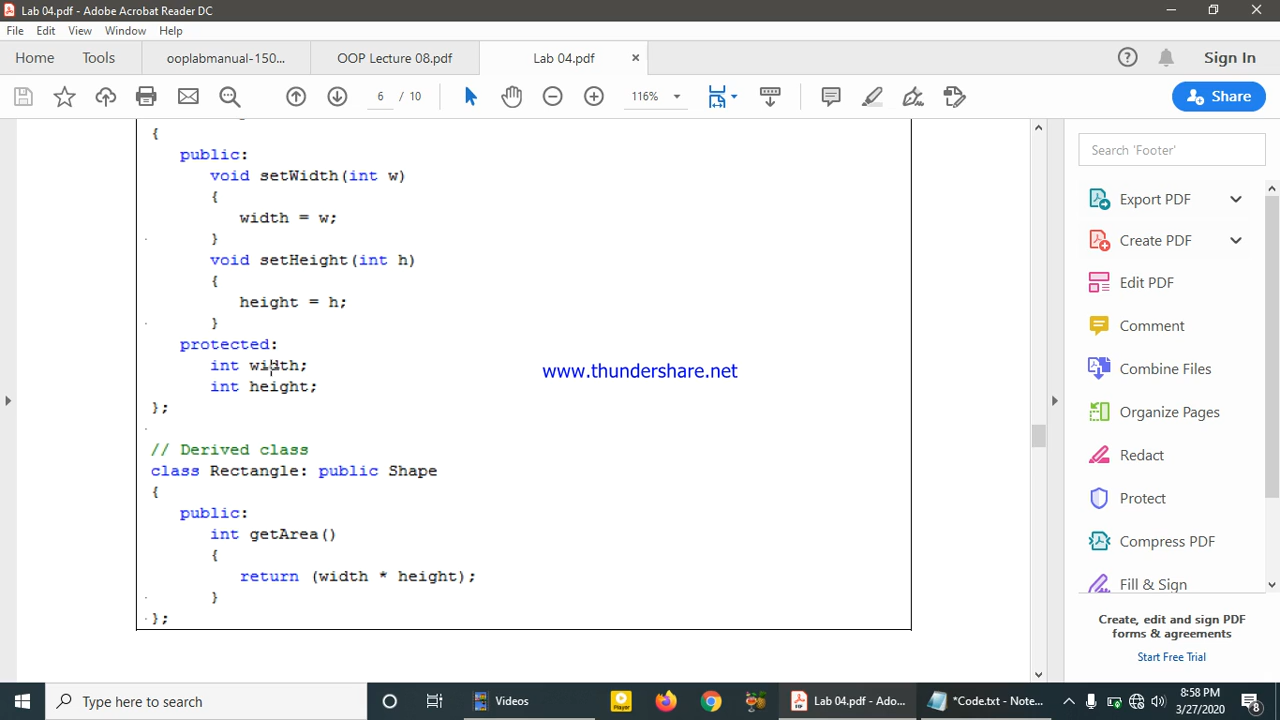 Lab 04.pdf - Adobe Acrobat Reader DC
File Edit View Window Help
Home Tools ooplabmanual-150... OOP Lecture 08.pdf Lab 04.pdf × Sign In
6 / 10 116% Share
{
public:
void setWidth(int w)
{
width = w;
}
void setHeight(int h)
{
height = h;
}
protected:
int width;
int height;
};
// Derived class
class Rectangle: public Shape
{
public:
int getArea()
{
return (width * height);
}
};
www.thundershare.net
Search 'Footer'
Export PDF
Create PDF
Edit PDF
Comment
Combine Files
Organize Pages
Redact
Protect
Compress PDF
Fill & Sign
Create, edit and sign PDF
forms & agreements
Start Free Trial
Type here to search
Videos
Player
Lab 04.pdf - Ado...
*Code.txt - Note...
8:58 PM
3/27/2020
8